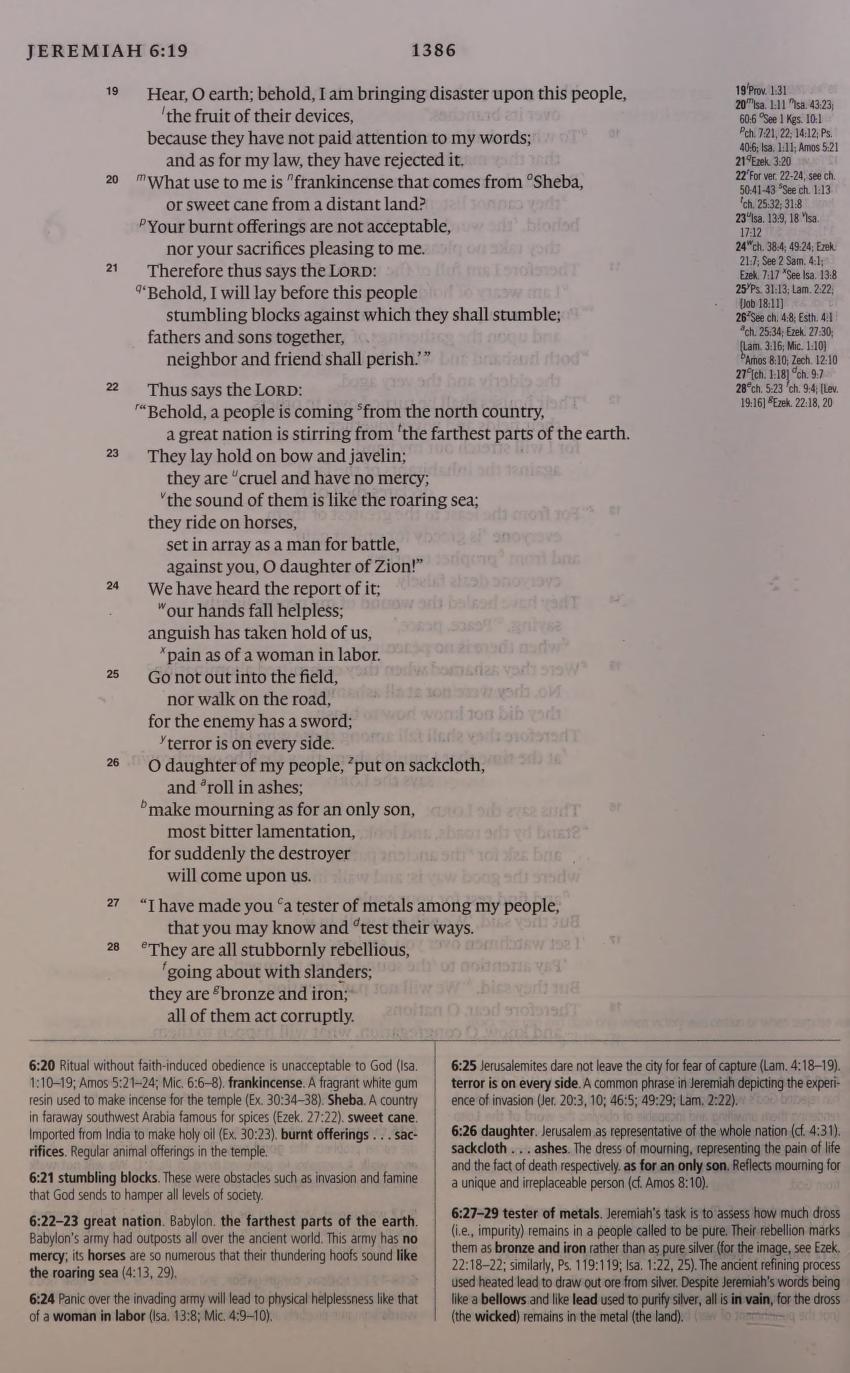 JEREMIAH 6:19 1386
19 Hear, O earth; behold, I am bringing disaster upon this people,
l the fruit of their devices,
because they have not paid attention to my words;
and as for my law, they have rejected it.
20 m What use to me is n frankincense that comes from o Sheba,
or sweet cane from a distant land?
p Your burnt offerings are not acceptable,
nor your sacrifices pleasing to me.
21 Therefore thus says the LORD:
q ‘Behold, I will lay before this people
stumbling blocks against which they shall stumble;
fathers and sons together,
neighbor and friend shall perish.’”
22 Thus says the LORD:
r “Behold, a people is coming s from the north country,
a great nation is stirring from t the farthest parts of the earth.
23 They lay hold on bow and javelin;
they are u cruel and have no mercy;
v the sound of them is like the roaring sea;
they ride on horses,
set in array as a man for battle,
against you, O daughter of Zion!”
24 We have heard the report of it;
w our hands fall helpless;
anguish has taken hold of us,
x pain as of a woman in labor.
25 Go not out into the field,
nor walk on the road,
for the enemy has a sword;
y terror is on every side.
26 O daughter of my people, z put on sackcloth,
and a roll in ashes;
b make mourning as for an only son,
most bitter lamentation,
for suddenly the destroyer
will come upon us.
27 “I have made you c a tester of metals among my people,
that you may know and d test their ways.
28 e They are all stubbornly rebellious,
f going about with slanders;
they are g bronze and iron;
all of them act corruptly.
19 l Prov. 1:31
20 m Isa. 1:11 n Isa. 43:23;
60:6 o See 1 Kgs. 10:1
p ch. 7:21, 22; 14:12; Ps.
40:6; Isa. 1:11; Amos 5:21
21 q Ezek. 3:20
22 r For ver. 22-24, see ch.
50:41-43 s See ch. 1:13
t ch. 25:32; 31:8
23 u Isa. 13:9, 18 v Isa.
17:12
24 w ch. 38:4; 49:24; Ezek.
21:7; See 2 Sam. 4:1;
Ezek. 7:17 x See Isa. 13:8
25 y Ps. 31:13; Lam. 2:22;
[Job 18:11]
26 z See ch. 4:8; Esth. 4:1
a ch. 25:34; Ezek. 27:30;
[Lam. 3:16; Mic. 1:10]
b Amos 8:10; Zech. 12:10
27 c [ch. 1:18] d ch. 9:7
28 e ch. 5:23 f ch. 9:4; [Lev.
19:16] g Ezek. 22:18, 20
6:20 Ritual without faith-induced obedience is unacceptable to God (Isa.
1:10–19; Amos 5:21–24; Mic. 6:6–8). frankincense. A fragrant white gum
resin used to make incense for the temple (Ex. 30:34–38). Sheba. A country
in faraway southwest Arabia famous for spices (Ezek. 27:22). sweet cane.
Imported from India to make holy oil (Ex. 30:23). burnt offerings . . . sac-
rifices. Regular animal offerings in the temple.
6:21 stumbling blocks. These were obstacles such as invasion and famine
that God sends to hamper all levels of society.
6:22–23 great nation. Babylon. the farthest parts of the earth.
Babylon’s army had outposts all over the ancient world. This army has no
mercy; its horses are so numerous that their thundering hoofs sound like
the roaring sea (4:13, 29).
6:24 Panic over the invading army will lead to physical helplessness like that
of a woman in labor (Isa. 13:8; Mic. 4:9–10).
6:25 Jerusalemites dare not leave the city for fear of capture (Lam. 4:18–19).
terror is on every side. A common phrase in Jeremiah depicting the experi-
ence of invasion (Jer. 20:3, 10; 46:5; 49:29; Lam. 2:22).
6:26 daughter. Jerusalem as representative of the whole nation (cf. 4:31).
sackcloth . . . ashes. The dress of mourning, representing the pain of life
and the fact of death respectively. as for an only son. Reflects mourning for
a unique and irreplaceable person (cf. Amos 8:10).
6:27–29 tester of metals. Jeremiah’s task is to assess how much dross
(i.e., impurity) remains in a people called to be pure. Their rebellion marks
them as bronze and iron rather than as pure silver (for the image, see Ezek.
22:18–22; similarly, Ps. 119:119; Isa. 1:22, 25). The ancient refining process
used heated lead to draw out ore from silver. Despite Jeremiah’s words being
like a bellows and like lead used to purify silver, all is in vain, for the dross
(the wicked) remains in the metal (the land).